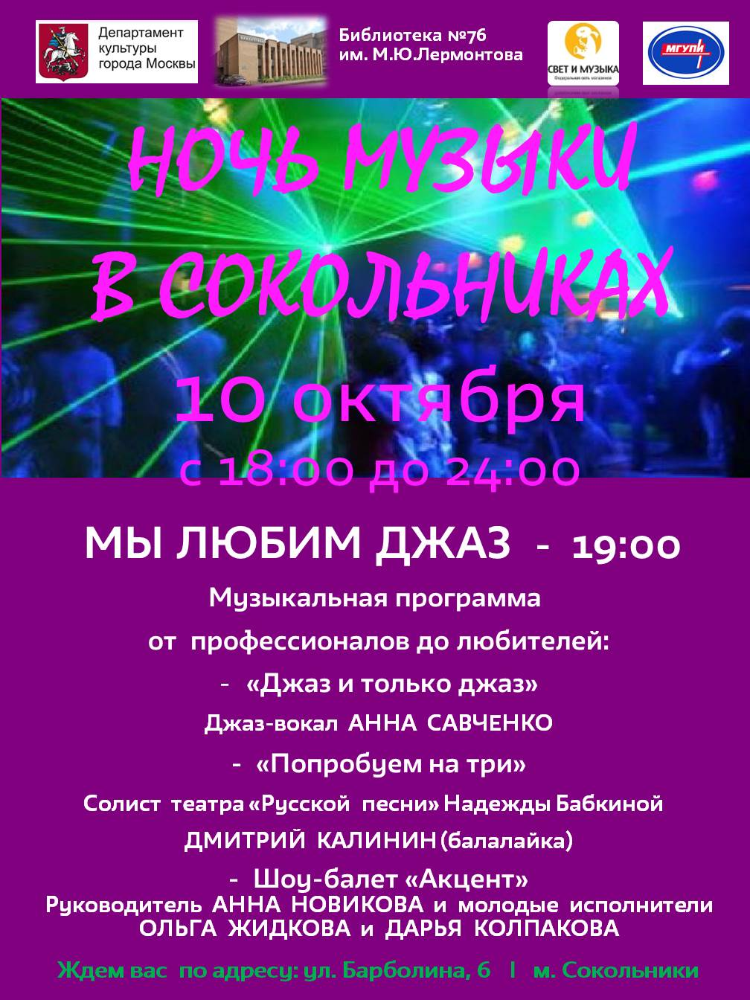 Департамент
культуры
города Москвы
Библиотека №76
им. М.Ю.Лермонтова
СВЕТ И МУЗЫКА
Федеральная сеть магазинов
МГУПИ
НОЧЬ МУЗЫКИ
В СОКОЛЬНИКАХ
10 октября
с 18:00 до 24:00
МЫ ЛЮБИМ ДЖАЗ - 19:00
Музыкальная программа
от профессионалов до любителей:
- «Джаз и только джаз»
Джаз-вокал АННА САВЧЕНКО
- «Попробуем на три»
Солист театра «Русской песни» Надежды Бабкиной
ДМИТРИЙ КАЛИНИН (балалайка)
- Шоу-балет «Акцент»
Руководитель АННА НОВИКОВА и молодые исполнители
ОЛЬГА ЖИДКОВА и ДАРЬЯ КОЛПАКОВА
Ждем вас по адресу: ул. Барболина, 6 | м. Сокольники